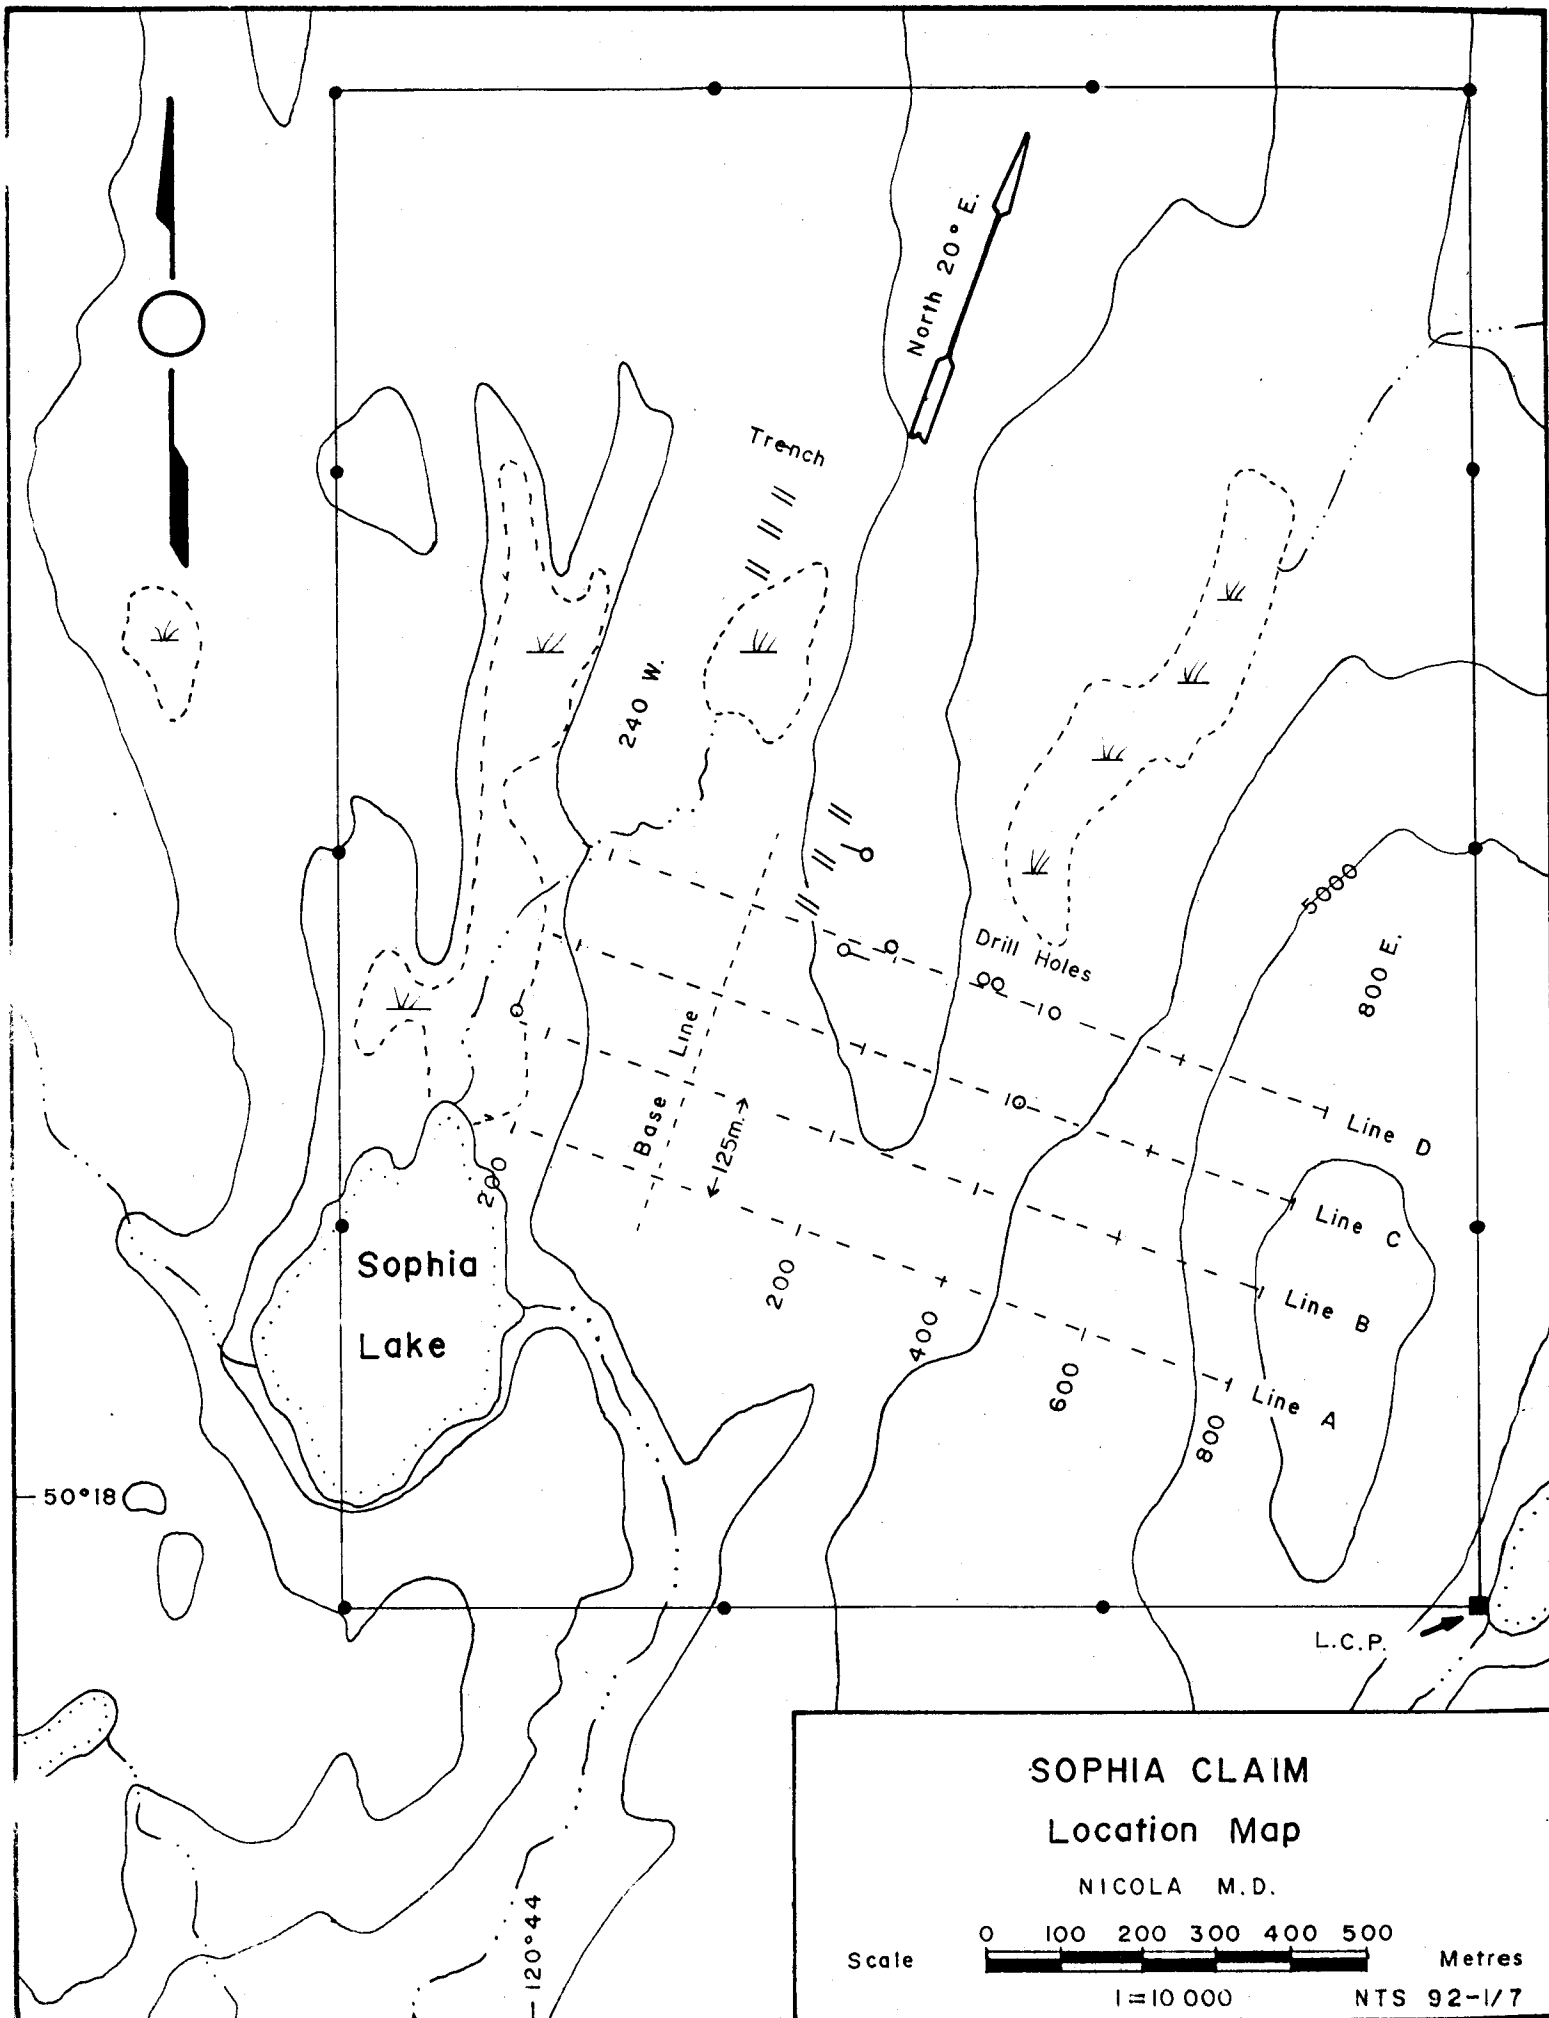 North 20° E.
Trench
240 W.
5000
800 E.
Drill Holes
Base Line
←125m.→
Line D
200
Line C
Sophia
Lake
200
Line B
400
600
Line A
800
50°18
L.C.P.
SOPHIA CLAIM
Location Map
NICOLA M.D.
0 100 200 300 400 500
Scale Metres
1=10 000
NTS 92-1/7
120°44